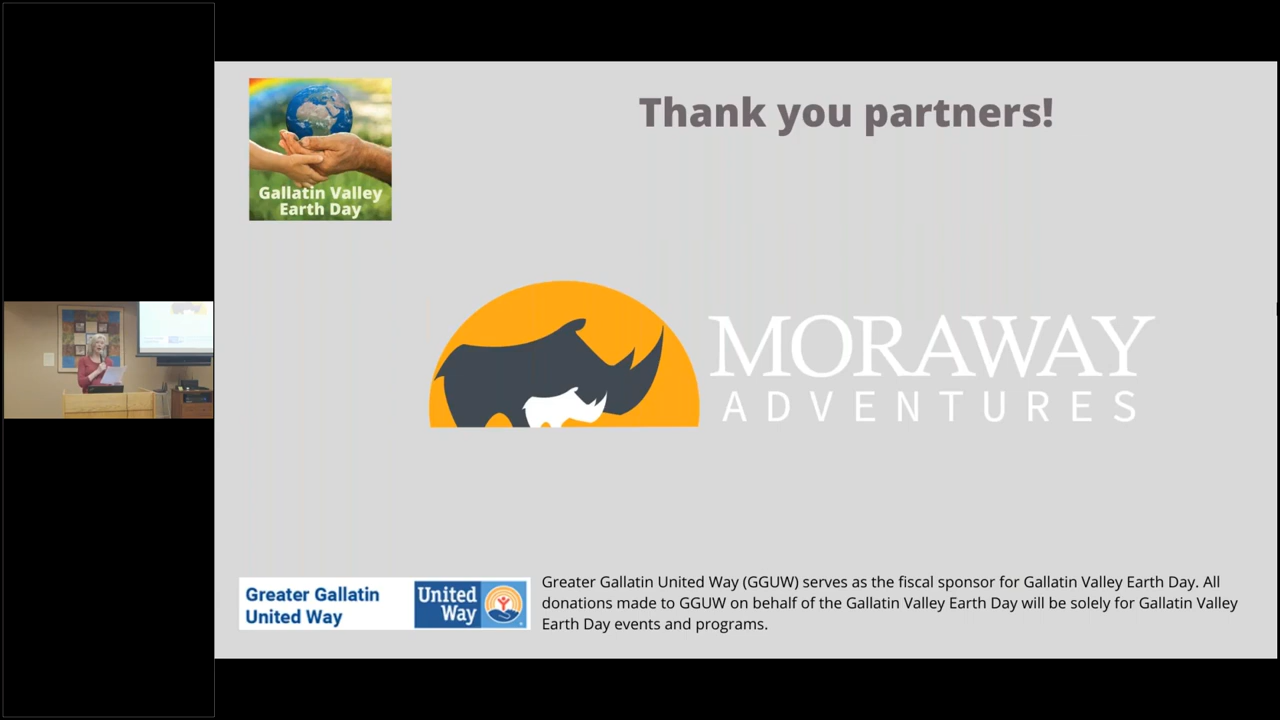 Thank you partners!
Gallatin Valley
Earth Day
MORAWAY
ADVENTURES
Greater Gallatin
United Way
United
Way
Greater Gallatin United Way (GGUW) serves as the fiscal sponsor for Gallatin Valley Earth Day. All
donations made to GGUW on behalf of the Gallatin Valley Earth Day will be solely for Gallatin Valley
Earth Day events and programs.